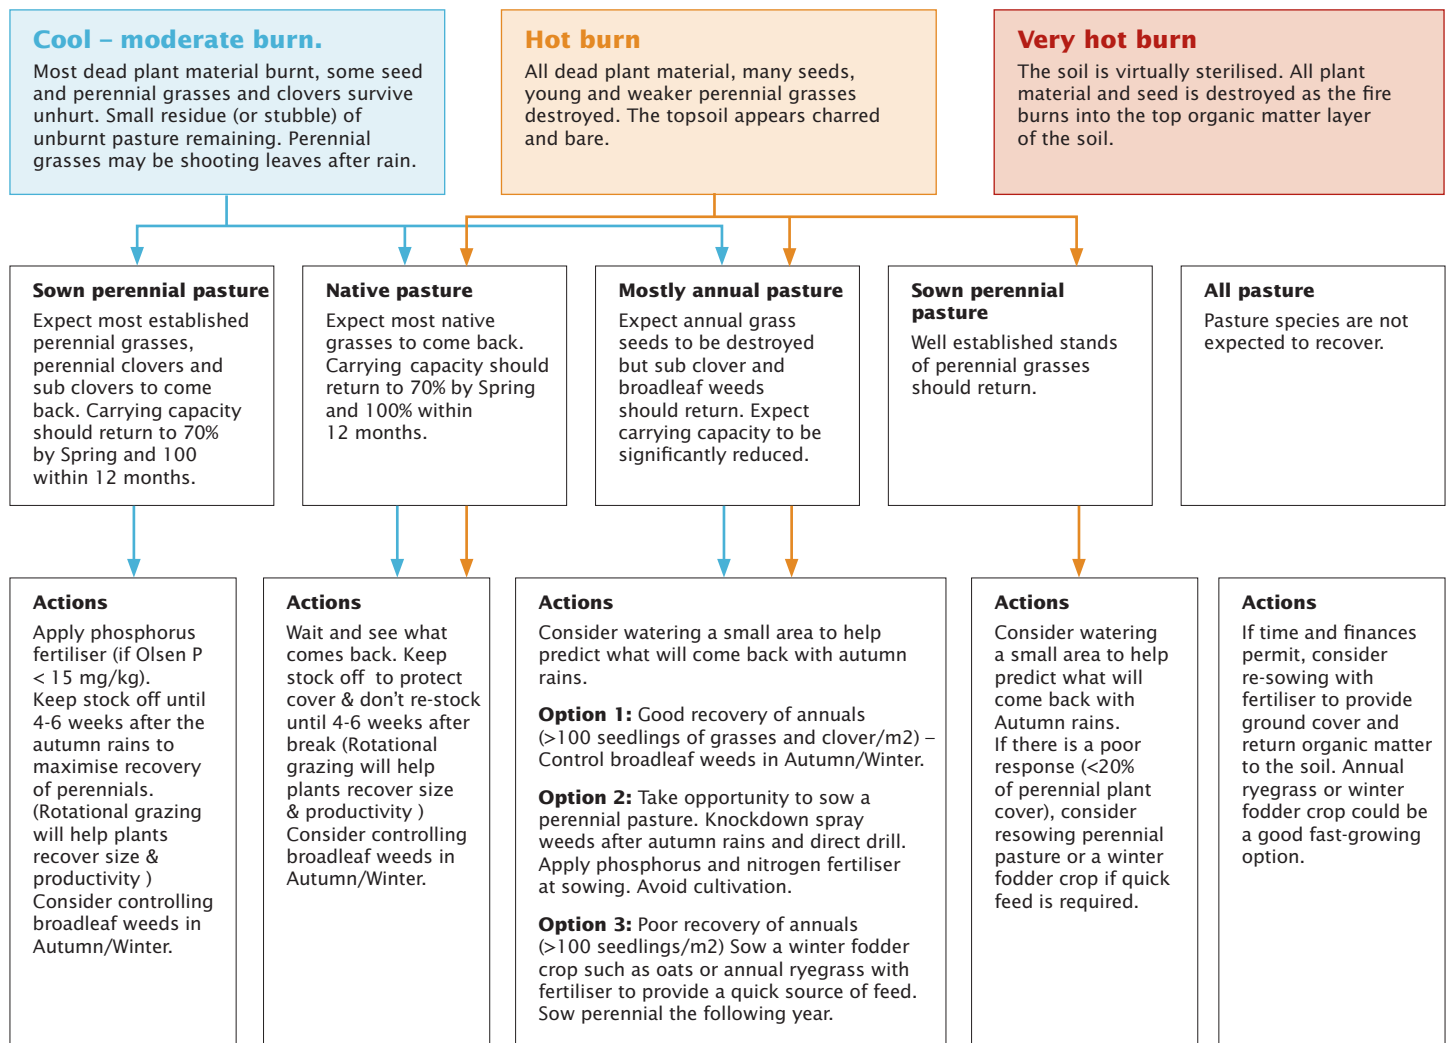 Cool – moderate burn.
Most dead plant material burnt, some seed
and perennial grasses and clovers survive
unhurt. Small residue (or stubble) of
unburnt pasture remaining. Perennial
grasses may be shooting leaves after rain.
Hot burn
All dead plant material, many seeds,
young and weaker perennial grasses
destroyed. The topsoil appears charred
and bare.
Very hot burn
The soil is virtually sterilised. All plant
material and seed is destroyed as the fire
burns into the top organic matter layer
of the soil.
Sown perennial pasture
Expect most established
perennial grasses,
perennial clovers and
sub clovers to come
back. Carrying capacity
should return to 70%
by Spring and 100
within 12 months.
Native pasture
Expect most native
grasses to come back.
Carrying capacity should
return to 70% by Spring
and 100% within
12 months.
Mostly annual pasture
Expect annual grass
seeds to be destroyed
but sub clover and
broadleaf weeds
should return. Expect
carrying capacity to be
significantly reduced.
Sown perennial
pasture
Well established stands
of perennial grasses
should return.
All pasture
Pasture species are not
expected to recover.
Actions
Apply phosphorus
fertiliser (if Olsen P
< 15 mg/kg).
Keep stock off until
4-6 weeks after the
autumn rains to
maximise recovery
of perennials.
(Rotational grazing
will help plants
recover size &
productivity )
Consider controlling
broadleaf weeds in
Autumn/Winter.
Actions
Wait and see what
comes back. Keep
stock off to protect
cover & don't re-stock
until 4-6 weeks after
break (Rotational
grazing will help
plants recover size
& productivity )
Consider controlling
broadleaf weeds in
Autumn/Winter.
Actions
Consider watering a small area to help
predict what will come back with autumn
rains.
Option 1: Good recovery of annuals
(>100 seedlings of grasses and clover/m2) –
Control broadleaf weeds in Autumn/Winter.
Option 2: Take opportunity to sow a
perennial pasture. Knockdown spray
weeds after autumn rains and direct drill.
Apply phosphorus and nitrogen fertiliser
at sowing. Avoid cultivation.
Option 3: Poor recovery of annuals
(>100 seedlings/m2) Sow a winter fodder
crop such as oats or annual ryegrass with
fertiliser to provide a quick source of feed.
Sow perennial the following year.
Actions
Consider watering
a small area to help
predict what will
come back with
Autumn rains.
If there is a poor
response (<20%
of perennial plant
cover), consider
resowing perennial
pasture or a winter
fodder crop if quick
feed is required.
Actions
If time and finances
permit, consider
re-sowing with
fertiliser to provide
ground cover and
return organic matter
to the soil. Annual
ryegrass or winter
fodder crop could be
a good fast-growing
option.